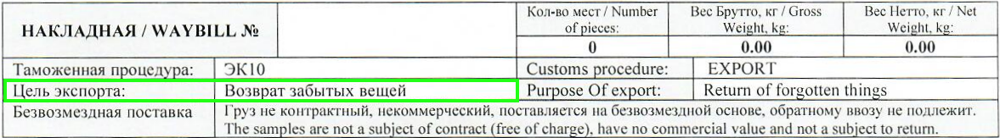 НАКЛАДНАЯ / WAYBILL №
Кол-во мест / Number of pieces:
0
Вес Брутто, кг / Gross Weight, kg:
0.00
Вес Нетто, кг / Net Weight, kg:
0.00
Таможенная процедура: ЭК10 Customs procedure: EXPORT
Цель экспорта: Возврат забытых вещей Purpose Of export: Return of forgotten things
Безвозмездная поставка Груз не контрактный, некоммерческий, поставляется на безвозмездной основе, обратному ввозу не подлежит.
The samples are not a subject of contract (free of charge), have no commercial value and not a subject to return.